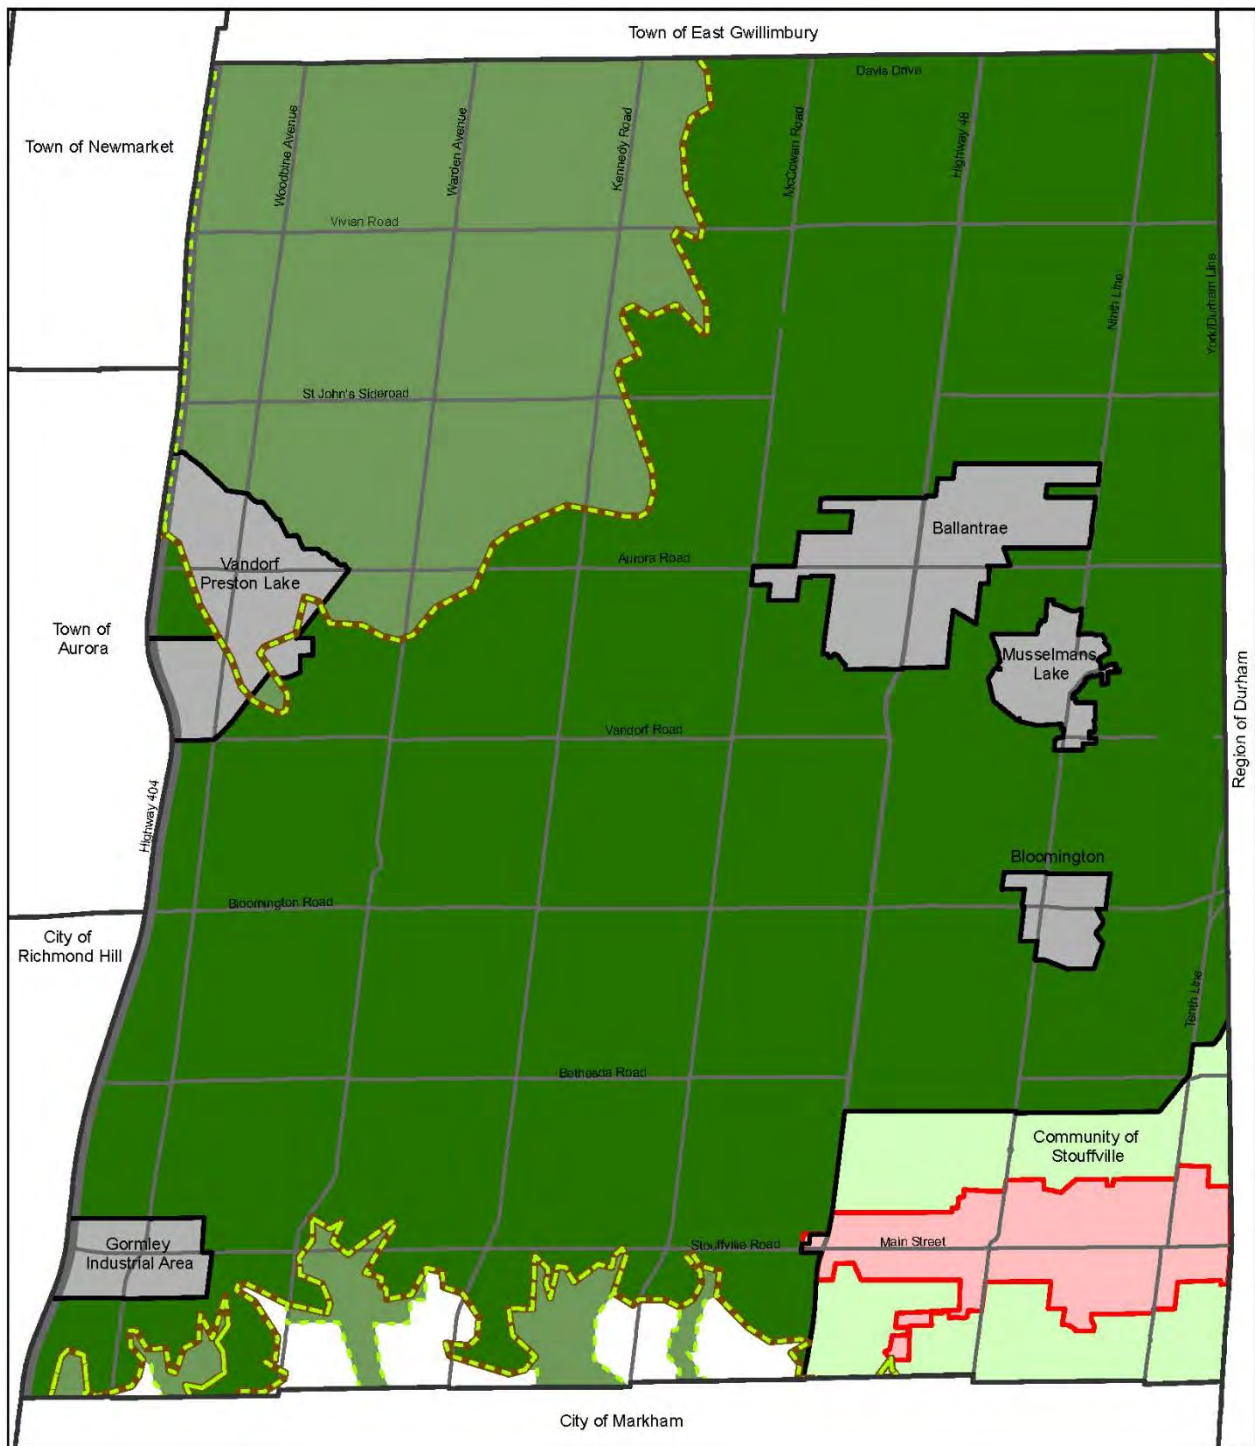 Town of East Gwillimbury
Davis Drive
Town of Newmarket
Woodbine Avenue
Warden Avenue
Kennedy Road
McCowan Road
Highway 48
Vivian Road
Ninth Line
York/Durham Line
St John's Sideroad
Ballantrae
Vandorf
Preston Lake
Aurora Road
Town of
Aurora
Musselmans
Lake
Region of Durham
Vandorf Road
Highway 404
Bloomington
Bloomington Road
City of
Richmond Hill
Tenth Line
Bethesda Road
Community of
Stouffville
Gormley
Industrial Area
Stouffville Road
Main Street
City of Markham